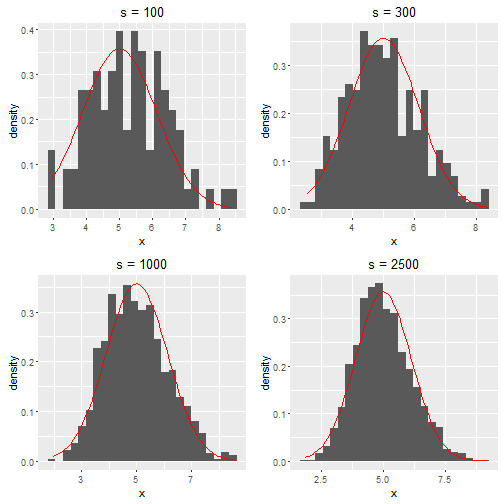 s = 100
0.4
0.3
0.2
0.1
0.0
density
3 4 5 6 7 8
x
s = 300
0.3
0.2
0.1
0.0
density
4 6 8
x
s = 1000
0.3
0.2
0.1
0.0
density
3 5 7
x
s = 2500
0.3
0.2
0.1
0.0
density
2.5 5.0 7.5
x